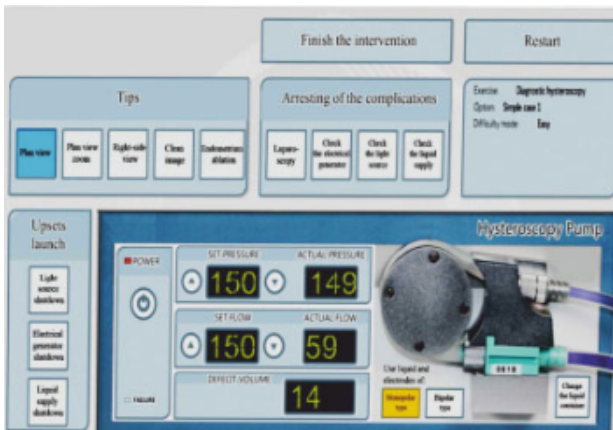 Finish the intervention
Restart
Tips
Arresting of the complications
Exercise Diagnostic hysteroscopy
Option Simple case 1
Difficulty mode Easy
Plan view
Plan view zoom
Right-side view
Clean image
Endometrium ablation
Laparo-
scopy
Check the electrical generator
Check the light source
Check the liquid supply
Upsets
launch
Light source shutdown
Electrical generator shutdown
Liquid supply shutdown
Hysteroscopy Pump
POWER
SET PRESSURE
ACTUAL PRESSURE
150
149
SET FLOW
ACTUAL FLOW
150
59
DEFECT VOLUME
14
FAILURE
Use liquid and
electrodes of:
Monopolar type
Bipolar type
0010
Change the liquid container